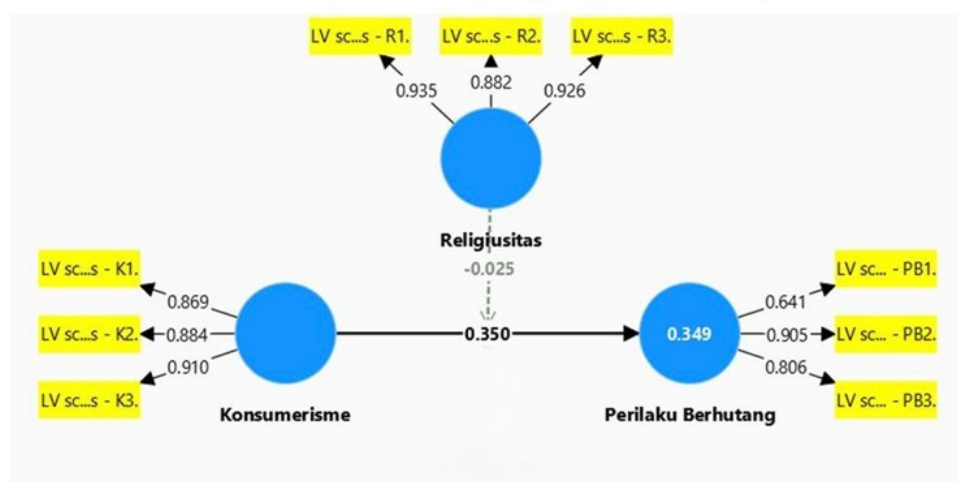 LV sc...s - R1. LV sc...s - R2. LV sc...s - R3.
0.935 0.882 0.926
Religiusitas
-0.025
LV sc...s - K1.
0.869
LV sc...s - K2.
0.884
LV sc...s - K3.
0.910
Konsumerisme
0.350
0.349
Perilaku Berhutang
LV sc... - PB1.
0.641
LV sc... - PB2.
0.905
LV sc... - PB3.
0.806